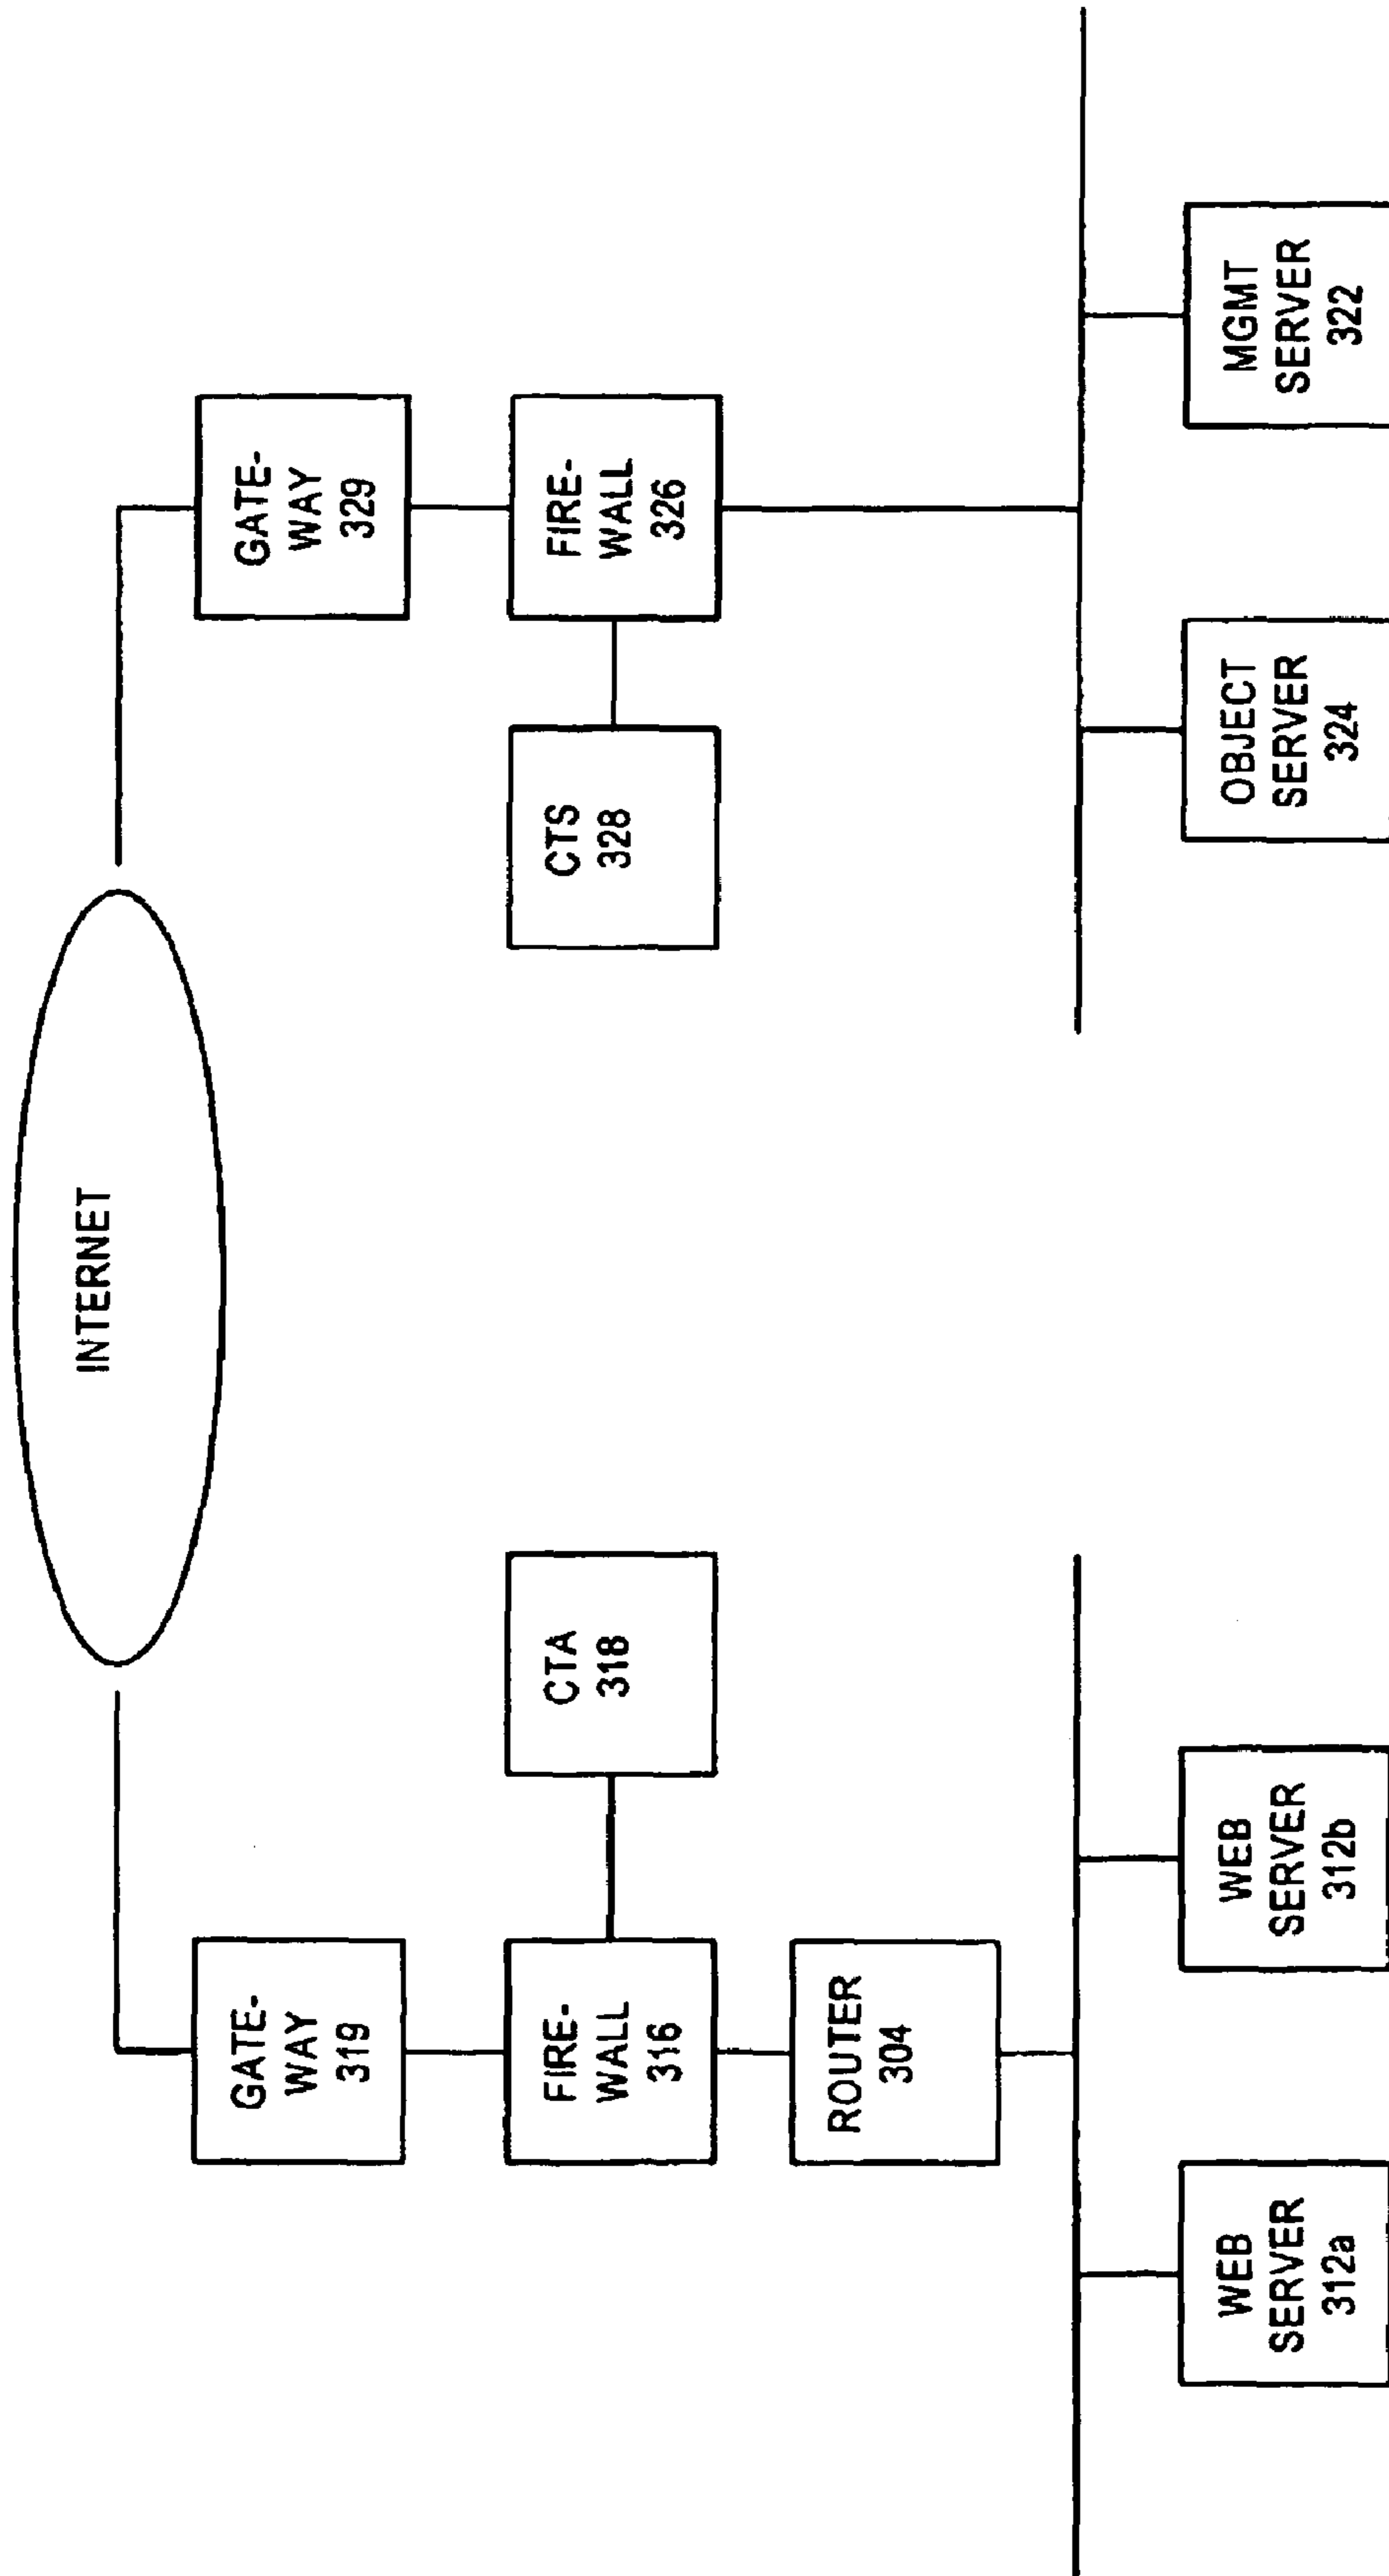 INTERNET
GATE-
WAY
319
GATE-
WAY
329
FIRE-
WALL
316
CTA
318
CTS
328
FIRE-
WALL
326
ROUTER
304
WEB
SERVER
312a
WEB
SERVER
312b
OBJECT
SERVER
324
MGMT
SERVER
322